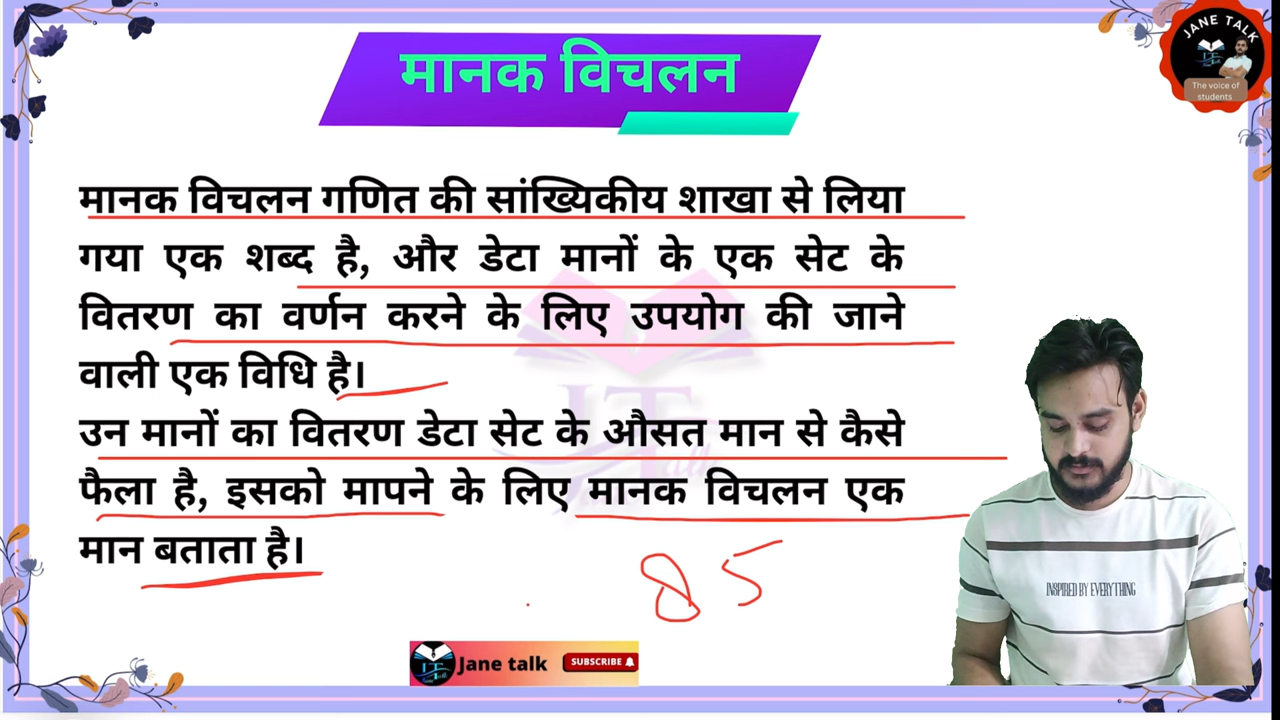 मानक विचलन
JANE TALK
The voice of
students
मानक विचलन गणित की सांख्यिकीय शाखा से लिया
गया एक शब्द है, और डेटा मानों के एक सेट के
वितरण का वर्णन करने के लिए उपयोग की जाने
वाली एक विधि है।
उन मानों का वितरण डेटा सेट के औसत मान से कैसे
फैला है, इसको मापने के लिए मानक विचलन एक
मान बताता है।
85
INSPIRED BY EVERYTHING
Jane talk
SUBSCRIBE